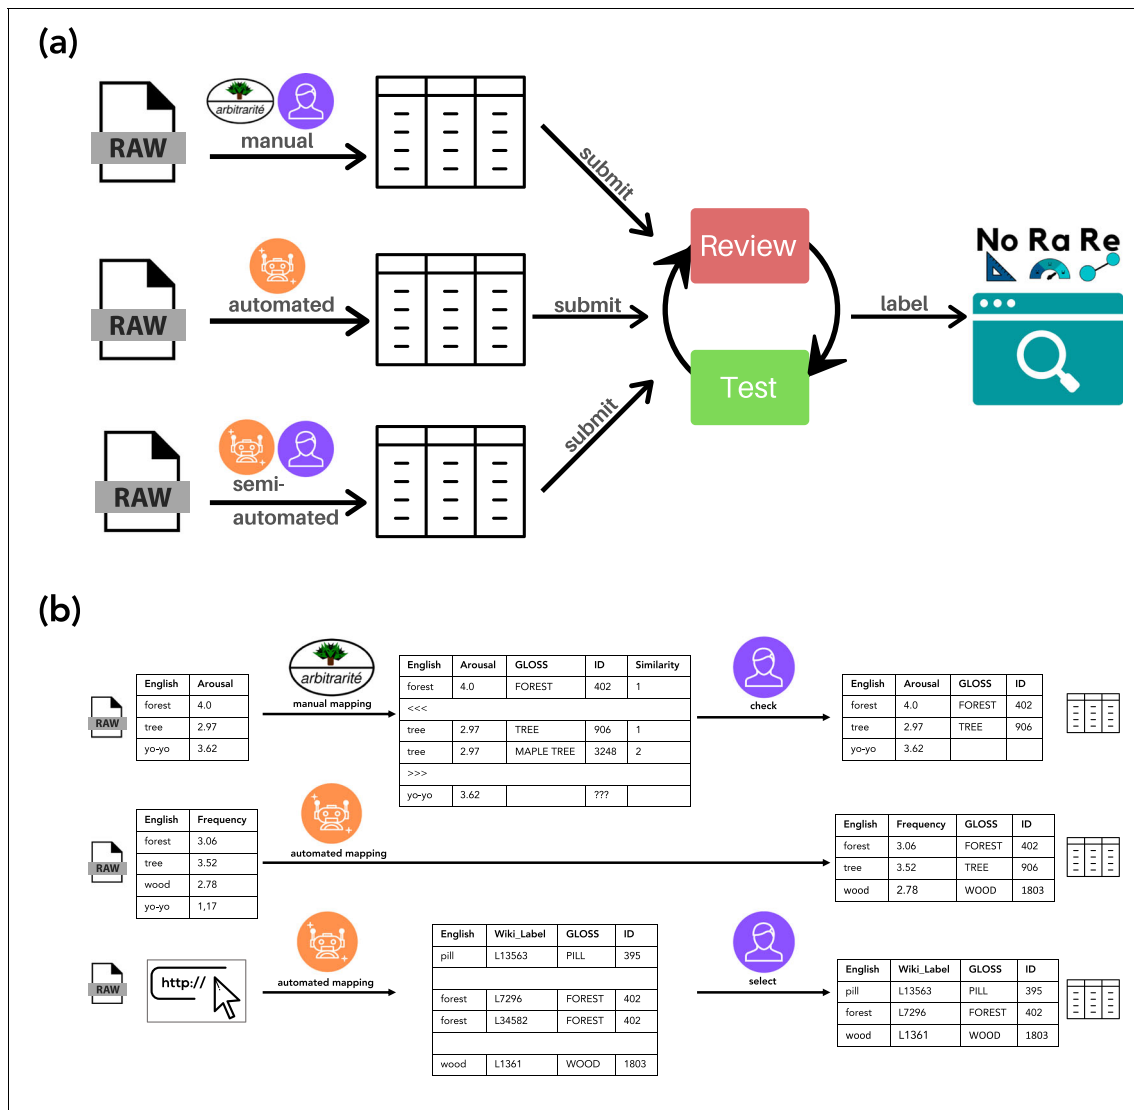 (a)
RAW
arbitrarité
manual
submit
Review
No Ra Re
RAW
automated
submit
label
Test
RAW
semi-
automated
submit
(b)
RAW
English Arousal
forest 4.0
tree 2.97
yo-yo 3.62
arbitrarité
manual mapping
English Arousal GLOSS ID Similarity
forest 4.0 FOREST 402 1
<<<
tree 2.97 TREE 906 1
tree 2.97 MAPLE TREE 3248 2
>>>
yo-yo 3.62 ???
check
English Arousal GLOSS ID
forest 4.0 FOREST 402
tree 2.97 TREE 906
yo-yo 3.62
RAW
English Frequency
forest 3.06
tree 3.52
wood 2.78
yo-yo 1,17
automated mapping
English Frequency GLOSS ID
forest 3.06 FOREST 402
tree 3.52 TREE 906
wood 2.78 WOOD 1803
RAW
http://
automated mapping
English Wiki_Label GLOSS ID
pill L13563 PILL 395
forest L7296 FOREST 402
forest L34582 FOREST 402
wood L1361 WOOD 1803
select
English Wiki_Label GLOSS ID
pill L13563 PILL 395
forest L7296 FOREST 402
wood L1361 WOOD 1803